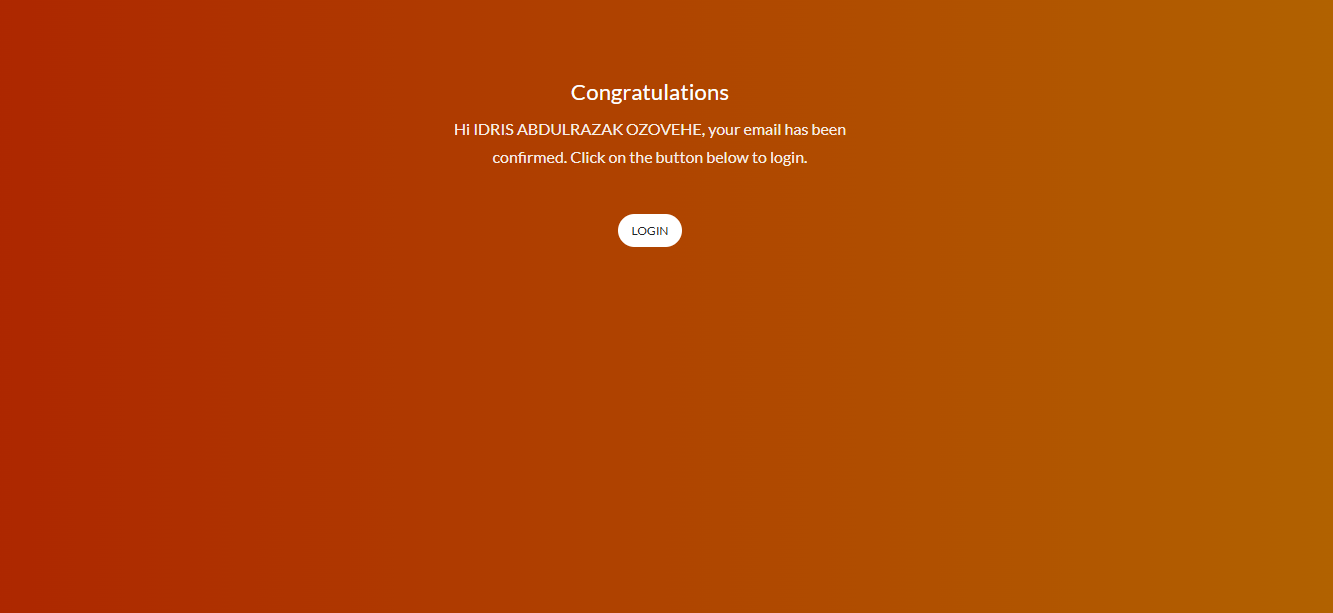 Congratulations
Hi IDRIS ABDULRAZAK OZOVEHE, your email has been
confirmed. Click on the button below to login.
LOGIN